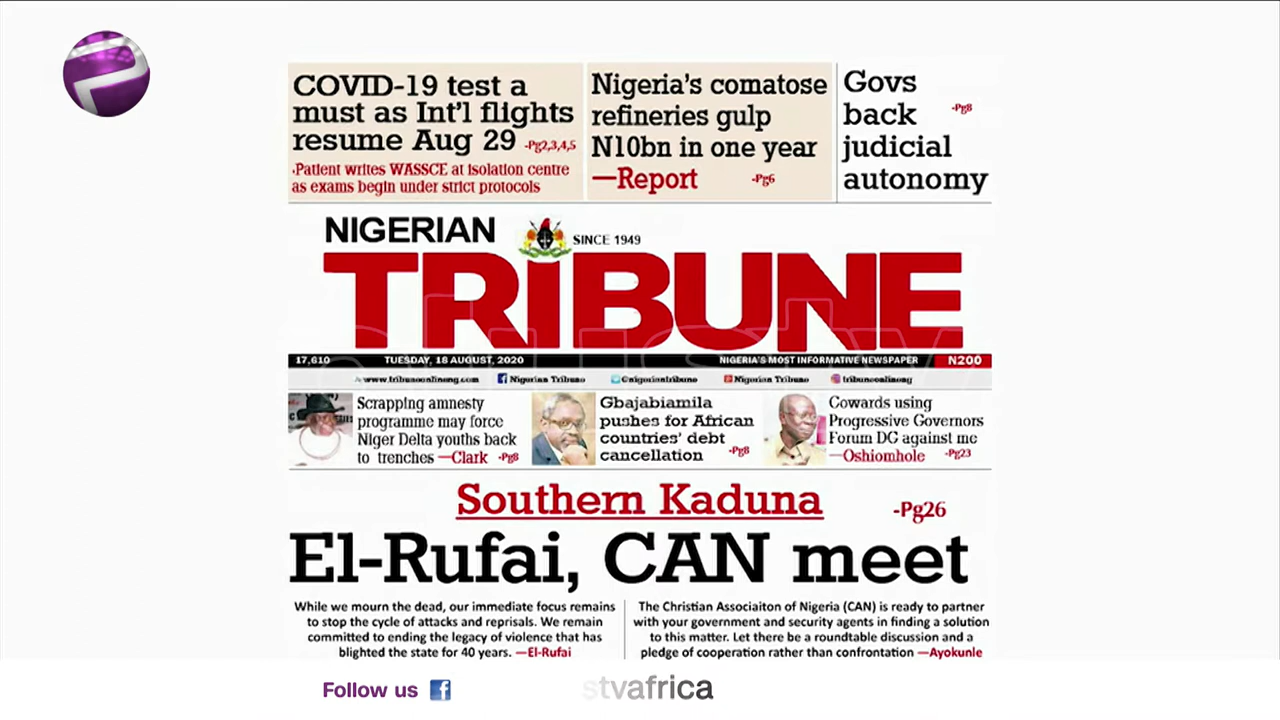 COVID-19 test a
must as Int'l flights
resume Aug 29 -Pg2,3,4,5
•Patient writes WASSCE at isolation centre
as exams begin under strict protocols
Nigeria's comatose
refineries gulp
N10bn in one year
—Report -Pg6
Govs
back -Pg8
judicial
autonomy
NIGERIAN
SINCE 1949
TRIBUNE
17,610 TUESDAY, 18 AUGUST, 2020 NIGERIA'S MOST INFORMATIVE NEWSPAPER N200
www.tribuneonlineng.com Nigerian Tribune @nigeriantribune Nigerian Tribune tribuneonlineng
Scrapping amnesty
programme may force
Niger Delta youths back
to trenches —Clark -Pg8
Gbajabiamila
pushes for African
countries' debt
cancellation -Pg8
Cowards using
Progressive Governors
Forum DG against me
—Oshiomhole -Pg23
Southern Kaduna -Pg26
El-Rufai, CAN meet
While we mourn the dead, our immediate focus remains
to stop the cycle of attacks and reprisals. We remain
committed to ending the legacy of violence that has
blighted the state for 40 years. —El-Rufai
The Christian Associaiton of Nigeria (CAN) is ready to partner
with your government and security agents in finding a solution
to this matter. Let there be a roundtable discussion and a
pledge of cooperation rather than confrontation —Ayokunle
Follow us stvafrica